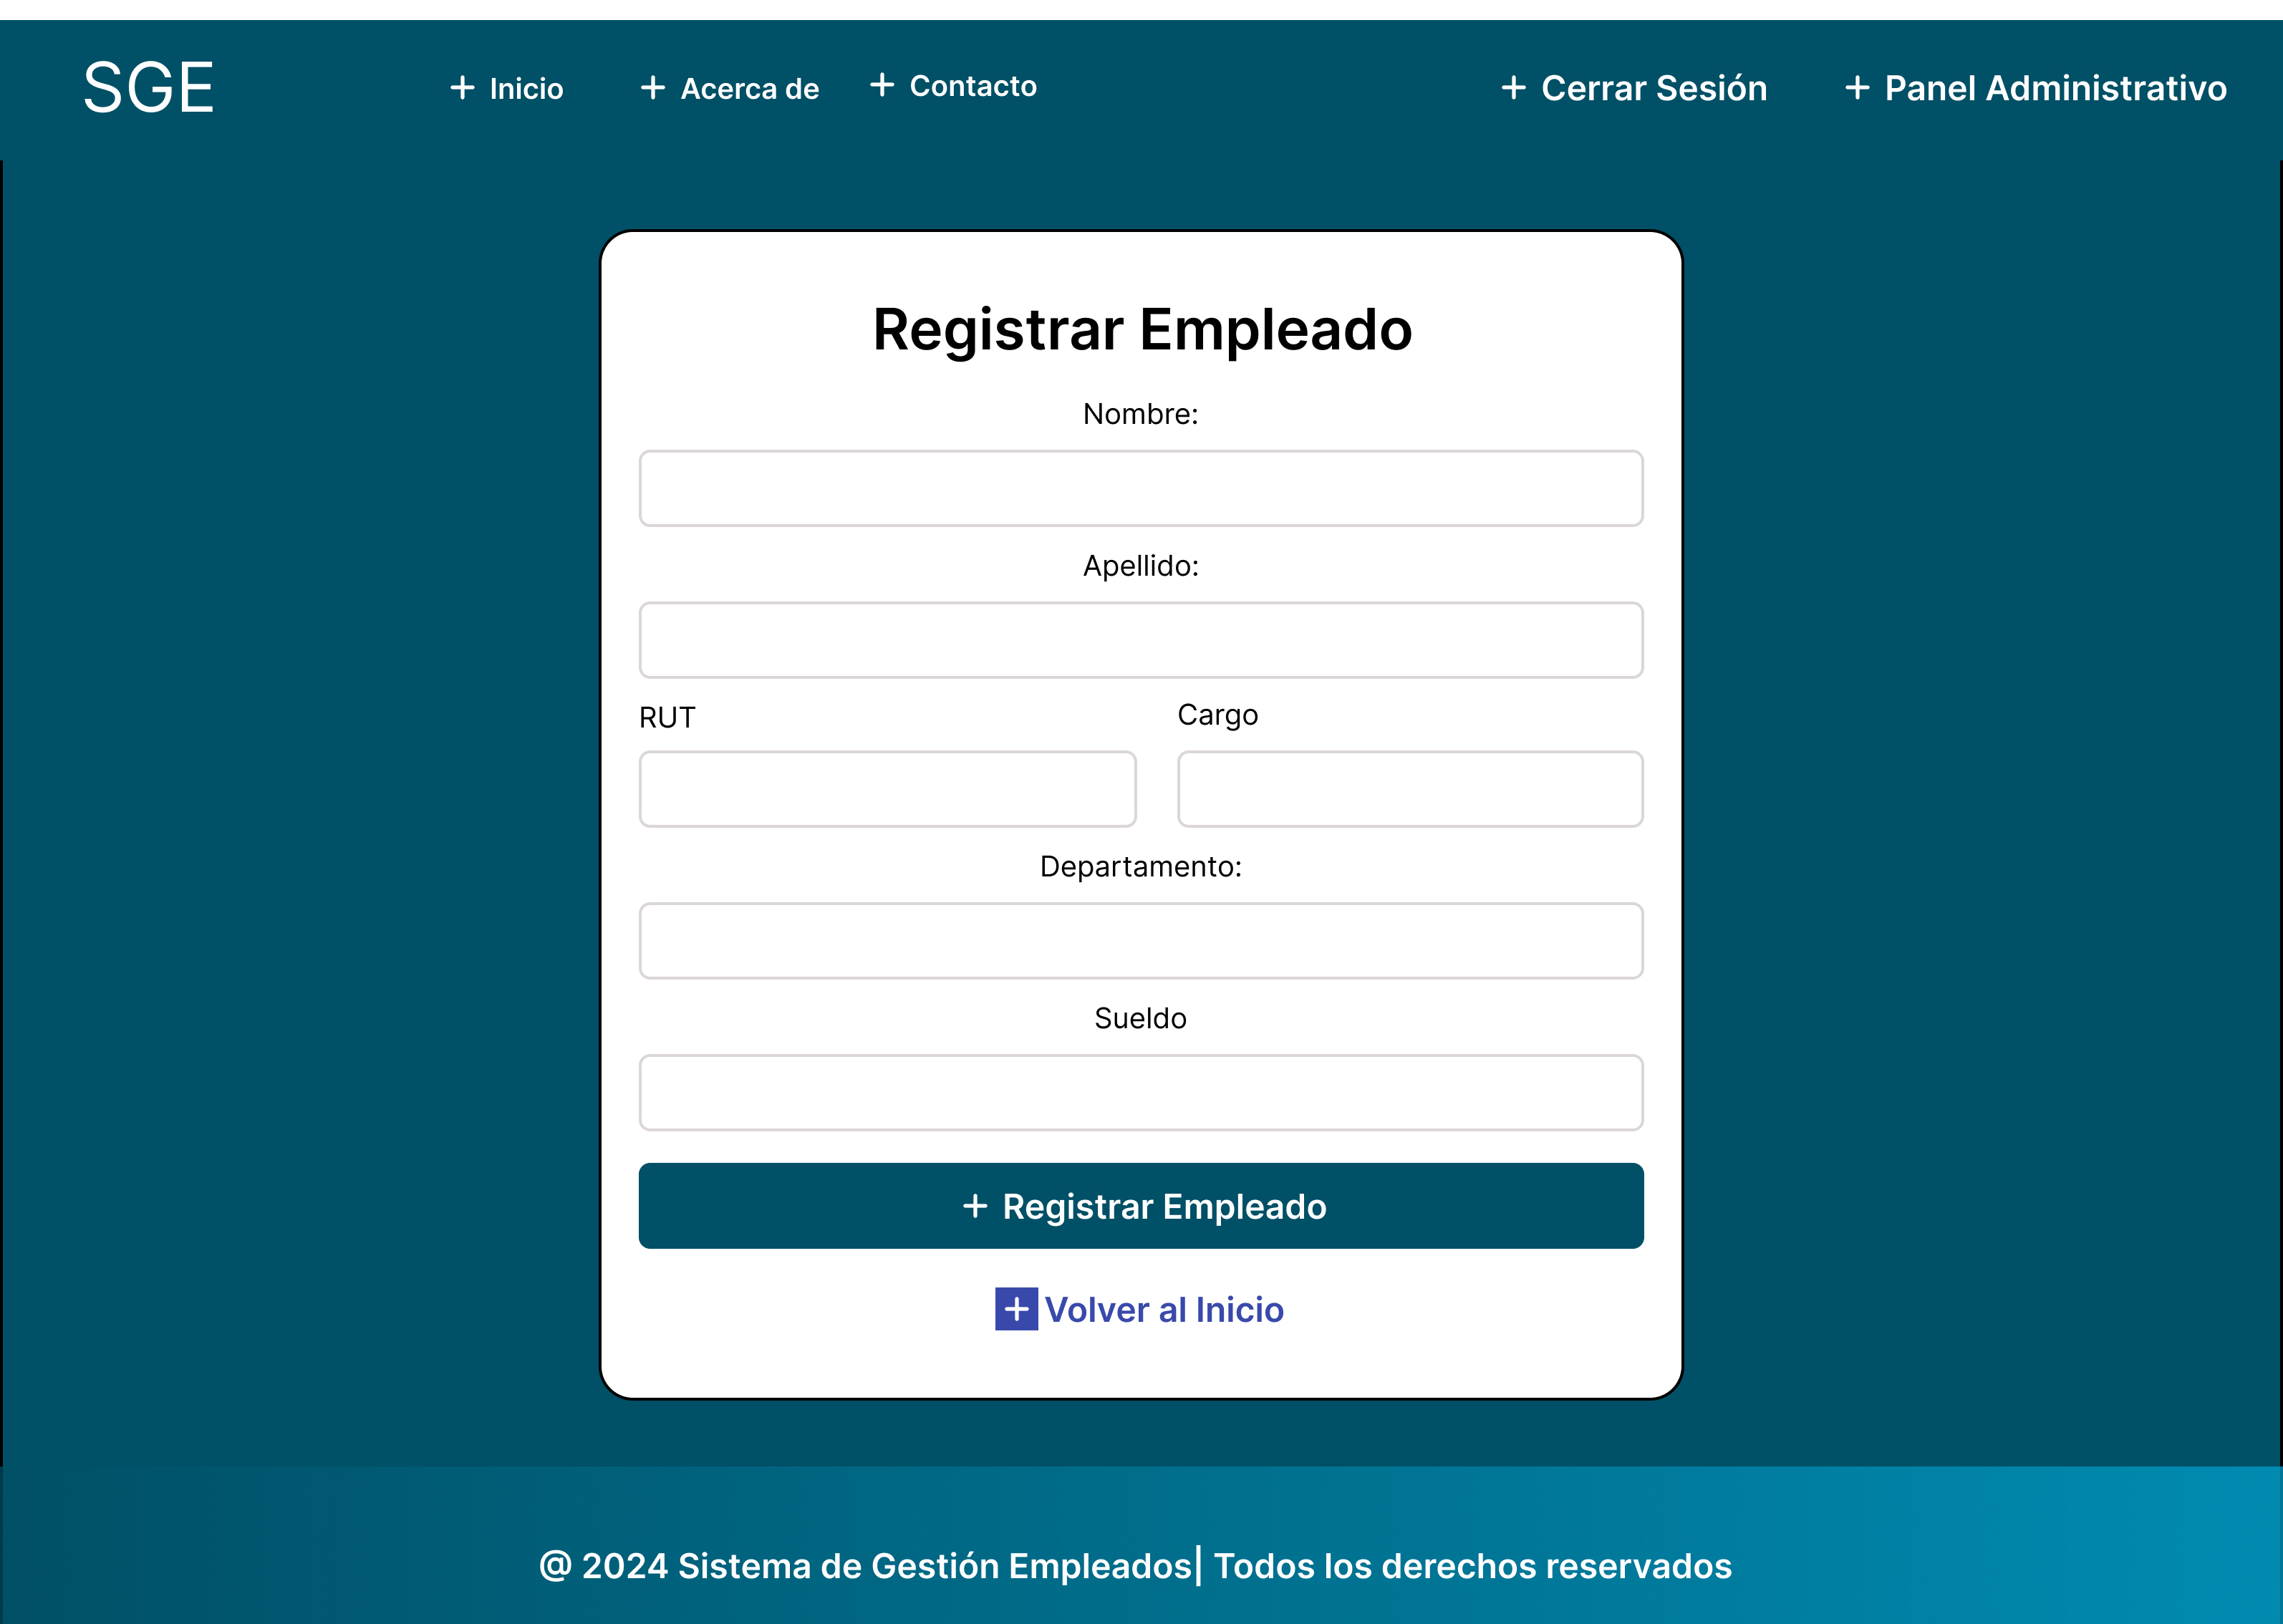 SGE
Inicio
Acerca de
Contacto
Cerrar Sesión
Panel Administrativo
Registrar Empleado
Nombre:
Apellido:
RUT
Cargo
Departamento:
Sueldo
Registrar Empleado
Volver al Inicio
@ 2024 Sistema de Gestión Empleados| Todos los derechos reservados